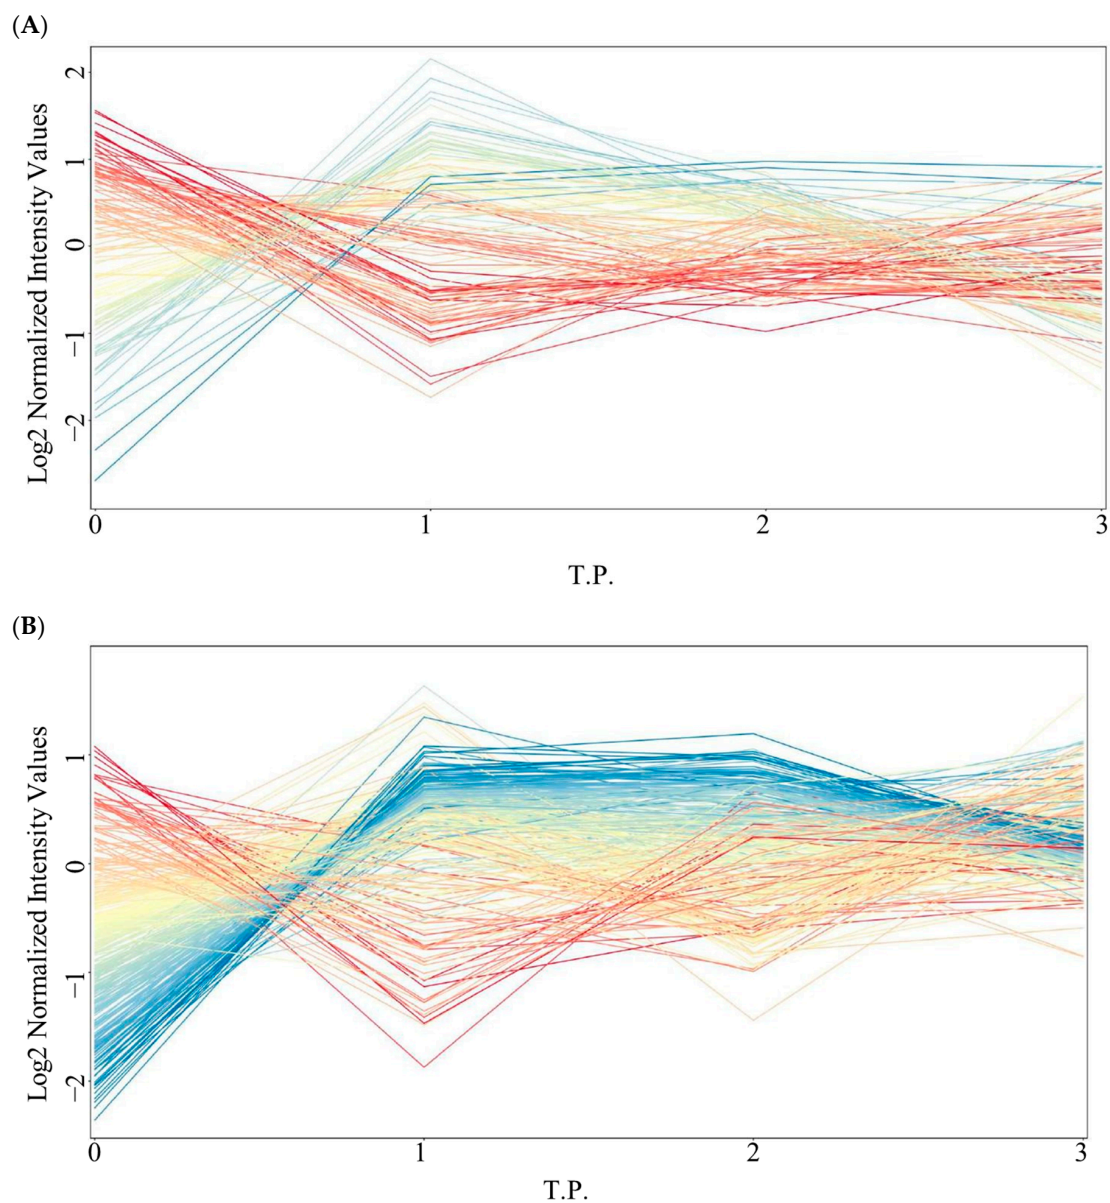 (A)
Log2 Normalized Intensity Values
2
1
0
−1
−2
0 1 2 3
T.P.
(B)
Log2 Normalized Intensity Values
1
0
−1
−2
0 1 2 3
T.P.